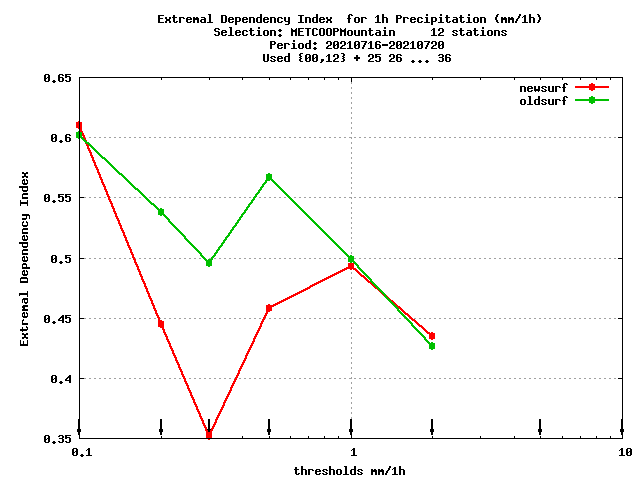 Extremal Dependency Index  for 1h Precipitation (mm/1h)
Selection: METCOOPMountain     12 stations
Period: 20210716-20210720
Used {00,12} + 25 26 ... 36
0.65
newsurf
oldsurf
0.6
0.55
0.5
0.45
0.4
0.35
Extremal Dependency Index
0.1 1 10
thresholds mm/1h